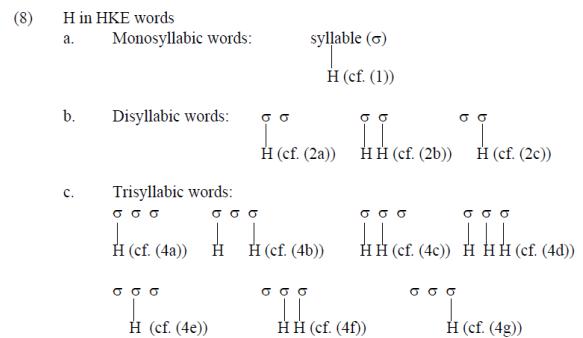 (8) H in HKE words
a. Monosyllabic words: syllable (σ)
H (cf. (1))
b. Disyllabic words: σ σ σ σ σ σ
H (cf. (2a)) H H (cf. (2b)) H (cf. (2c))
c. Trisyllabic words:
σ σ σ σ σ σ σ σ σ σ σ σ
H (cf. (4a)) H H (cf. (4b)) H H (cf. (4c)) H H H (cf. (4d))
σ σ σ σ σ σ σ σ σ
H (cf. (4e)) H H (cf. (4f)) H (cf. (4g))